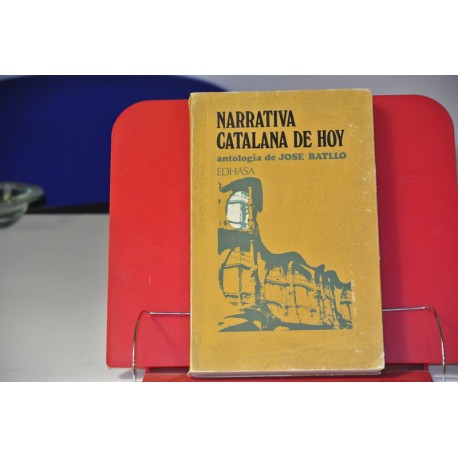 NARRATIVA
CATALANA DE HOY
antología de JOSE BATLLO
EDHASA